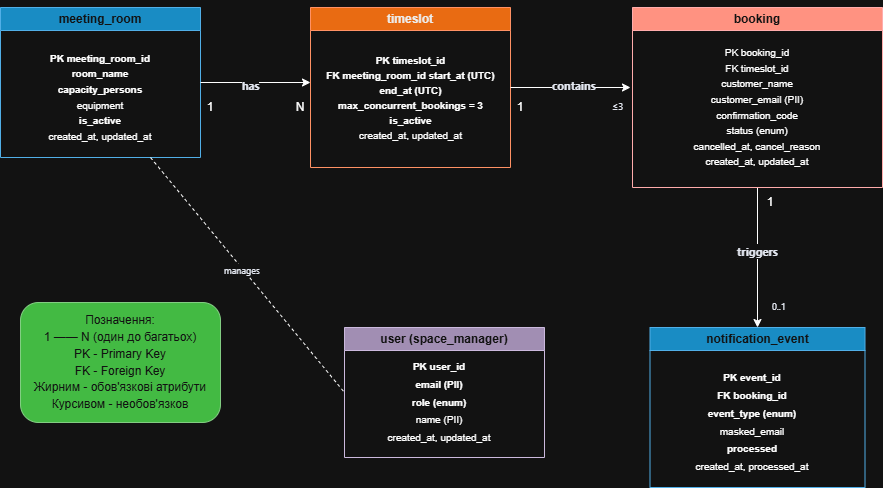 meeting_room
PK meeting_room_id
room_name
capacity_persons
equipment
is_active
created_at, updated_at
has
1
N
timeslot
PK timeslot_id
FK meeting_room_id start_at (UTC)
end_at (UTC)
max_concurrent_bookings = 3
is_active
created_at, updated_at
contains
1
≤3
booking
PK booking_id
FK timeslot_id
customer_name
customer_email (PII)
confirmation_code
status (enum)
cancelled_at, cancel_reason
created_at, updated_at
1
triggers
0..1
manages
Позначення:
1 —— N (один до багатьох)
PK - Primary Key
FK - Foreign Key
Жирним - обов'язкові атрибути
Курсивом - необов'язков
user (space_manager)
PK user_id
email (PII)
role (enum)
name (PII)
created_at, updated_at
notification_event
PK event_id
FK booking_id
event_type (enum)
masked_email
processed
created_at, processed_at